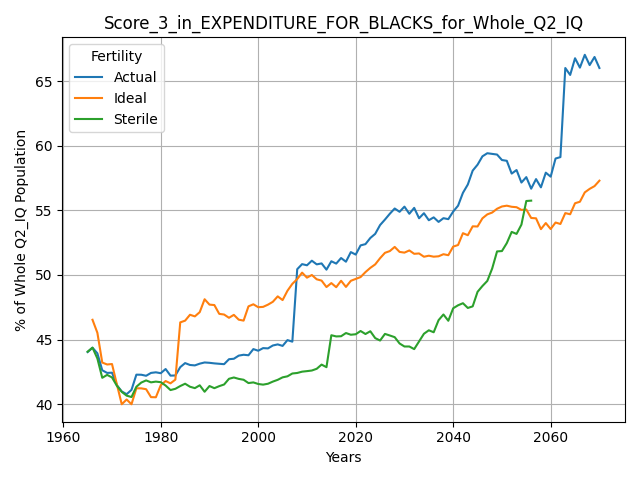 Score_3_in_EXPENDITURE_FOR_BLACKS_for_Whole_Q2_IQ
Fertility
Actual
Ideal
Sterile
% of Whole Q2_IQ Population
65
60
55
50
45
40
1960
1980
2000
2020
2040
2060
Years